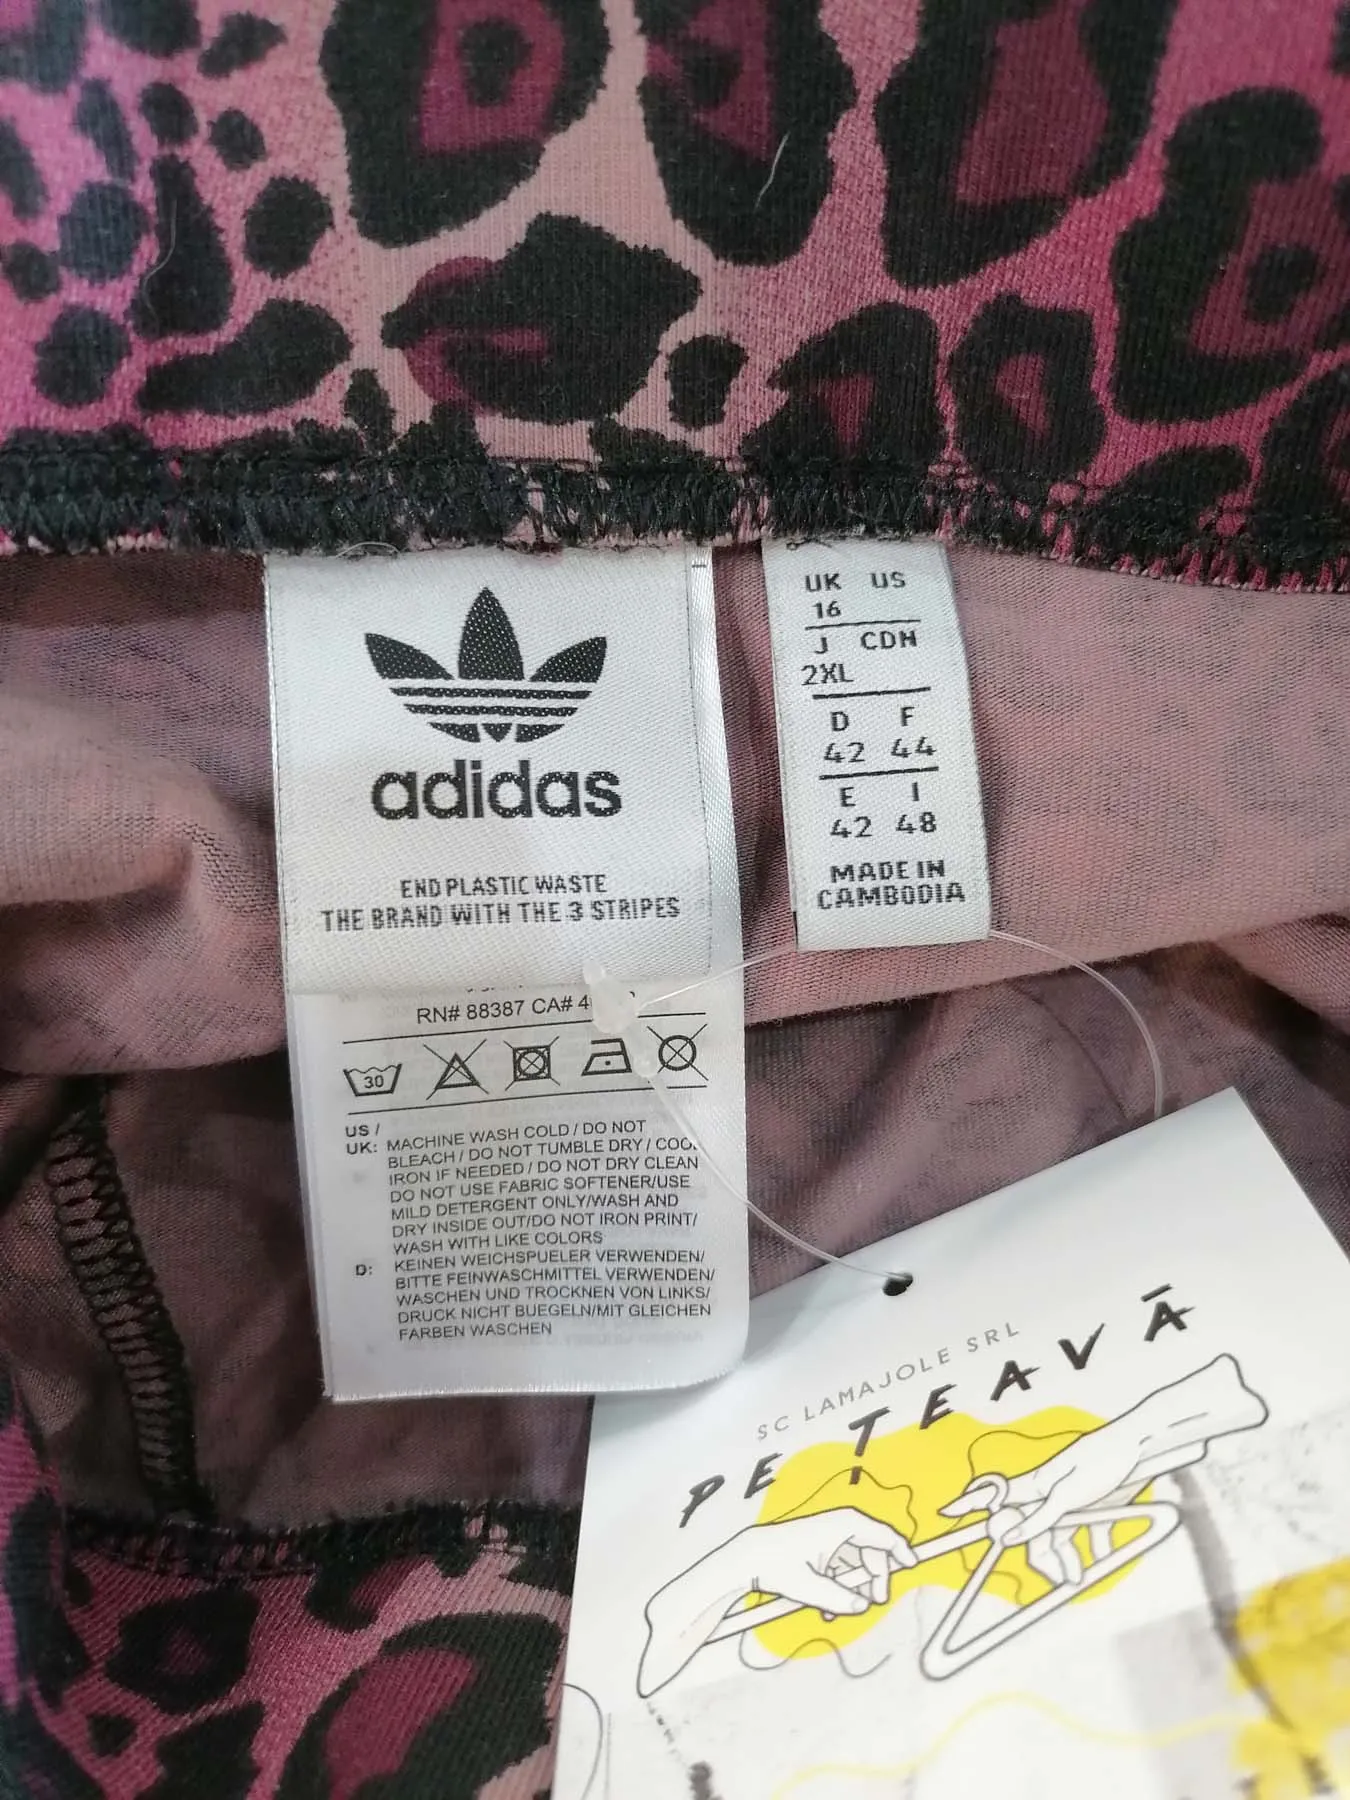 adidas
END PLASTIC WASTE
THE BRAND WITH THE 3 STRIPES
UK US
16
J CDN
2XL
D F
42 44
E I
42 48
MADE IN
CAMBODIA
RN# 88387 CA#
30
US /
UK: MACHINE WASH COLD / DO NOT
BLEACH / DO NOT TUMBLE DRY / COOL
IRON IF NEEDED / DO NOT DRY CLEAN
DO NOT USE FABRIC SOFTENER/USE
MILD DETERGENT ONLY/WASH AND
DRY INSIDE OUT/DO NOT IRON PRINT/
WASH WITH LIKE COLORS
D: KEINEN WEICHSPUELER VERWENDEN/
BITTE FEINWASCHMITTEL VERWENDEN/
WASCHEN UND TROCKNEN VON LINKS/
DRUCK NICHT BUEGELN/MIT GLEICHEN
FARBEN WASCHEN
SC LAMAJOLE SRL
PE TEAVĂ